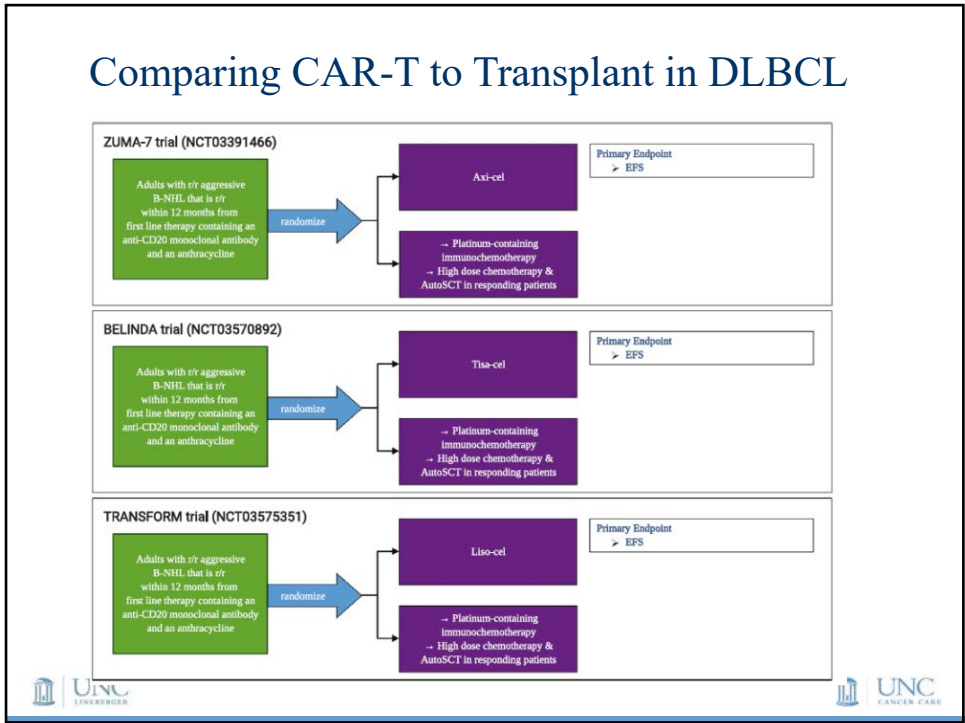 Comparing CAR-T to Transplant in DLBCL
ZUMA-7 trial (NCT03391466)
Adults with r/r aggressive
B-NHL that is r/r
within 12 months from
first line therapy containing an
anti-CD20 monoclonal antibody
and an anthracycline
randomize
Axi-cel
→ Platinum-containing
immunochemotherapy
→ High dose chemotherapy &
AutoSCT in responding patients
Primary Endpoint
➢ EFS
BELINDA trial (NCT03570892)
Adults with r/r aggressive
B-NHL that is r/r
within 12 months from
first line therapy containing an
anti-CD20 monoclonal antibody
and an anthracycline
randomize
Tisa-cel
→ Platinum-containing
immunochemotherapy
→ High dose chemotherapy &
AutoSCT in responding patients
Primary Endpoint
➢ EFS
TRANSFORM trial (NCT03575351)
Adults with r/r aggressive
B-NHL that is r/r
within 12 months from
first line therapy containing an
anti-CD20 monoclonal antibody
and an anthracycline
randomize
Liso-cel
→ Platinum-containing
immunochemotherapy
→ High dose chemotherapy &
AutoSCT in responding patients
Primary Endpoint
➢ EFS
UNC
LINEBERGER
UNC
CANCER CARE